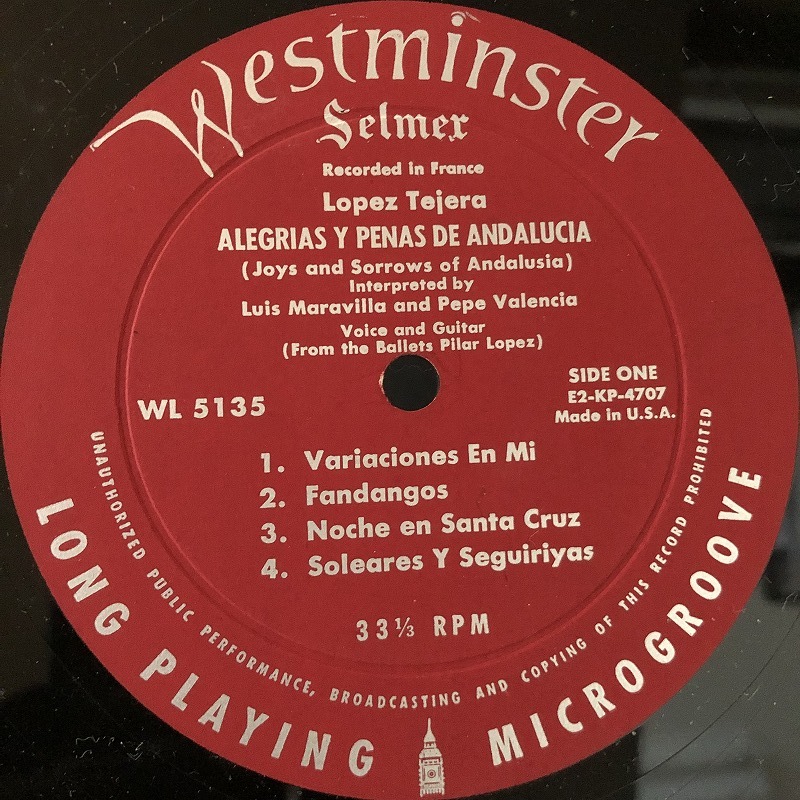 Westminster
Selmer
Recorded in France
Lopez Tejera
ALEGRIAS Y PENAS DE ANDALUCIA
(Joys and Sorrows of Andalusia)
Interpreted by
Luis Maravilla and Pepe Valencia
Voice and Guitar
(From the Ballets Pilar Lopez)
WL 5135
SIDE ONE
E2-KP-4707
Made in U.S.A.
1. Variaciones En Mi
2. Fandangos
3. Noche en Santa Cruz
4. Soleares Y Seguiriyas
33⅓ RPM
UNAUTHORIZED PUBLIC PERFORMANCE, BROADCASTING AND COPYING OF THIS RECORD PROHIBITED
LONG PLAYING MICROGROOVE